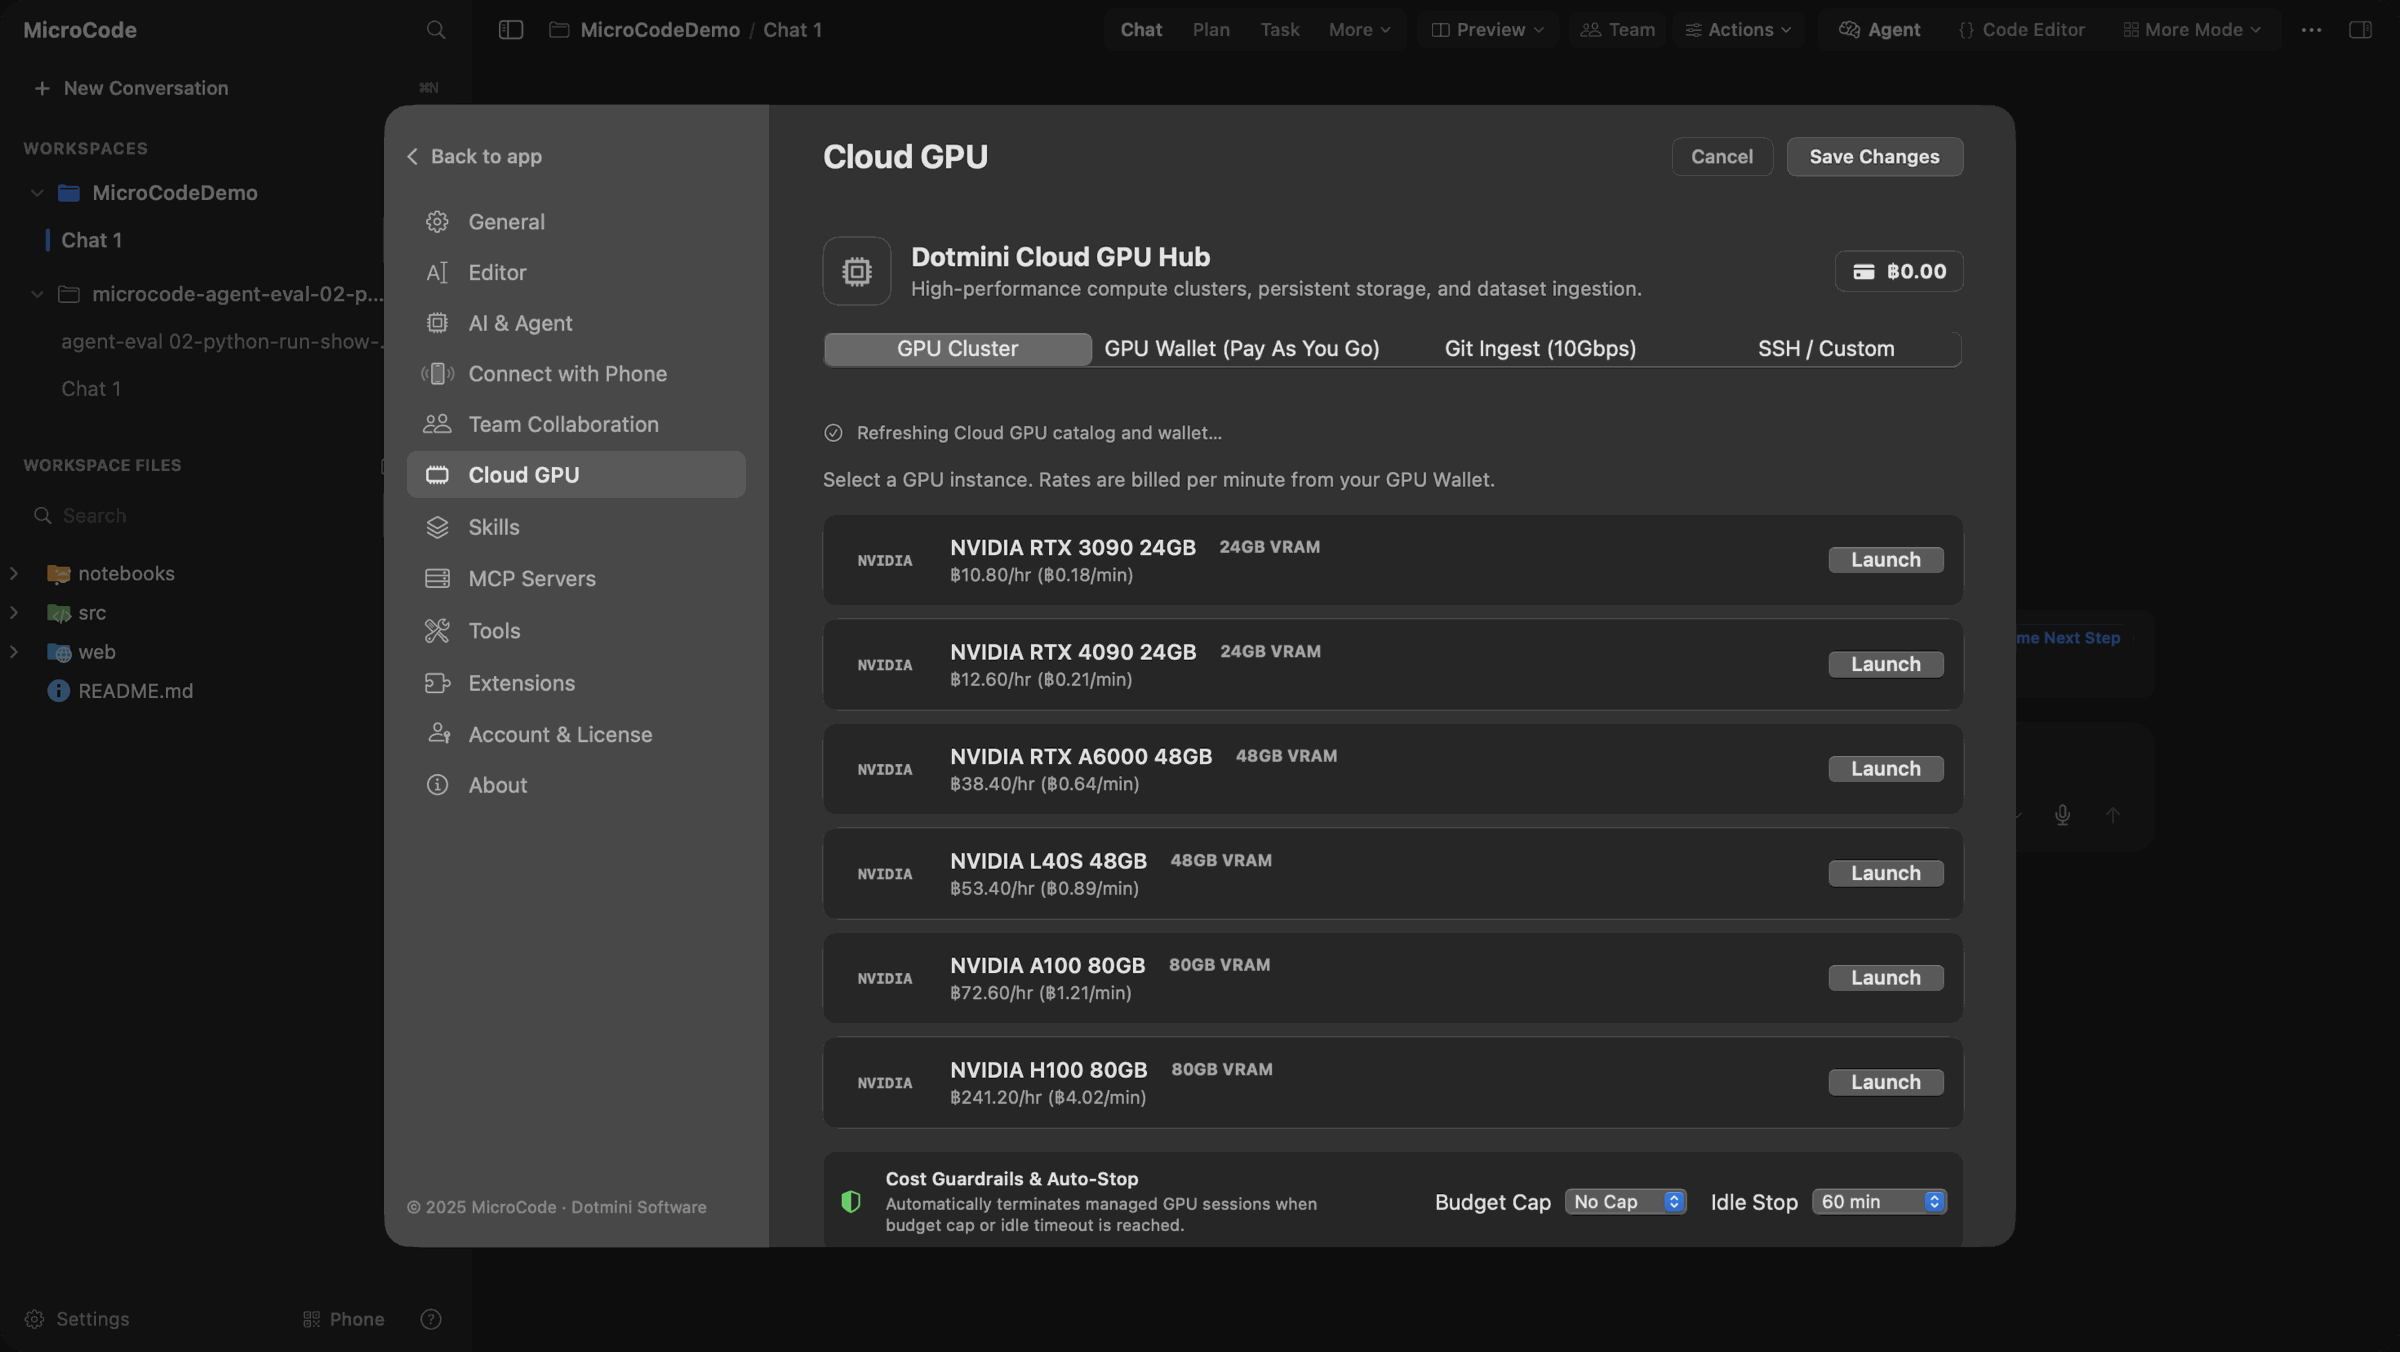 MicroCode
MicroCodeDemo / Chat 1
Chat
Plan
Task
More
Preview
Team
Actions
Agent
{} Code Editor
More Mode
New Conversation
⌘N
WORKSPACES
MicroCodeDemo
Chat 1
microcode-agent-eval-02-p...
agent-eval 02-python-run-show-
Chat 1
WORKSPACE FILES
Search
notebooks
src
web
README.md
Settings
Phone
Back to app
General
Editor
AI & Agent
Connect with Phone
Team Collaboration
Cloud GPU
Skills
MCP Servers
Tools
Extensions
Account & License
About
© 2025 MicroCode · Dotmini Software
Cloud GPU
Cancel
Save Changes
Dotmini Cloud GPU Hub
High-performance compute clusters, persistent storage, and dataset ingestion.
฿0.00
GPU Cluster
GPU Wallet (Pay As You Go)
Git Ingest (10Gbps)
SSH / Custom
Refreshing Cloud GPU catalog and wallet...
Select a GPU instance. Rates are billed per minute from your GPU Wallet.
NVIDIA
NVIDIA RTX 3090 24GB 24GB VRAM
฿10.80/hr (฿0.18/min)
Launch
NVIDIA
NVIDIA RTX 4090 24GB 24GB VRAM
฿12.60/hr (฿0.21/min)
Launch
NVIDIA
NVIDIA RTX A6000 48GB 48GB VRAM
฿38.40/hr (฿0.64/min)
Launch
NVIDIA
NVIDIA L40S 48GB 48GB VRAM
฿53.40/hr (฿0.89/min)
Launch
NVIDIA
NVIDIA A100 80GB 80GB VRAM
฿72.60/hr (฿1.21/min)
Launch
NVIDIA
NVIDIA H100 80GB 80GB VRAM
฿241.20/hr (฿4.02/min)
Launch
Cost Guardrails & Auto-Stop
Automatically terminates managed GPU sessions when
budget cap or idle timeout is reached.
Budget Cap
No Cap
Idle Stop
60 min
me Next Step